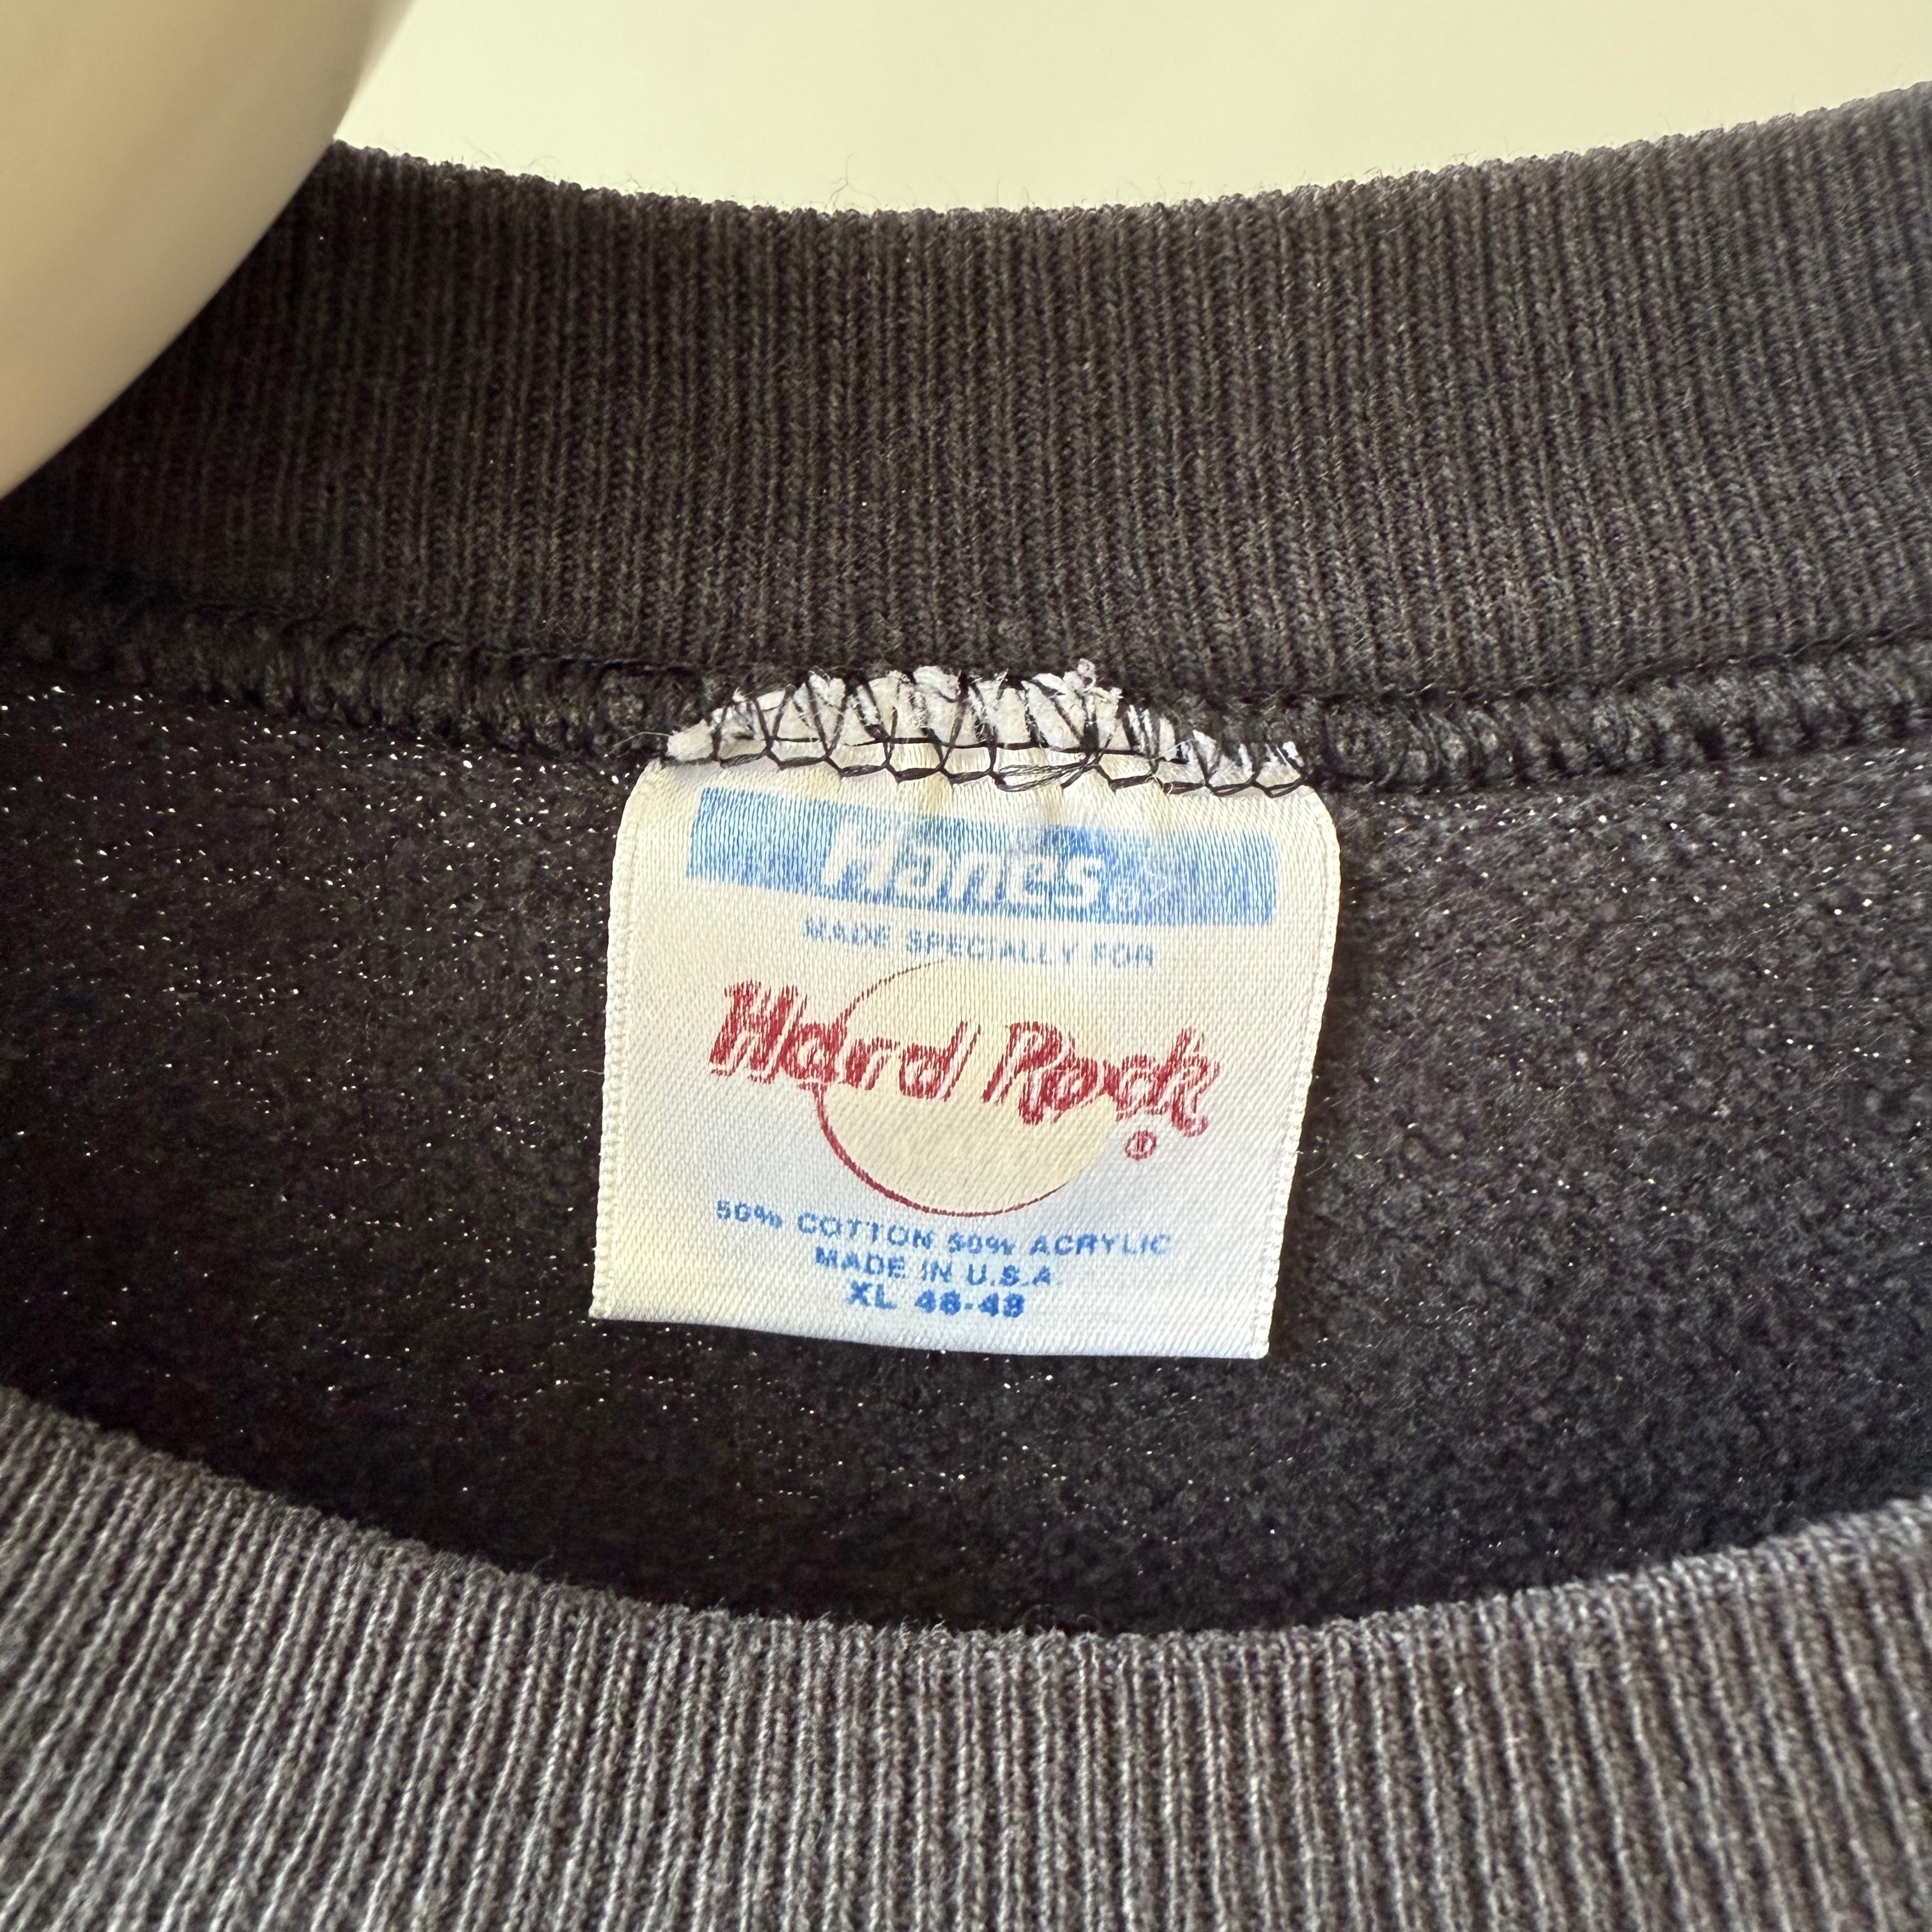 Hanes®
MADE SPECIALLY FOR
Hard Rock
®
50% COTTON 50% ACRYLIC
MADE IN U.S.A.
XL 46-48